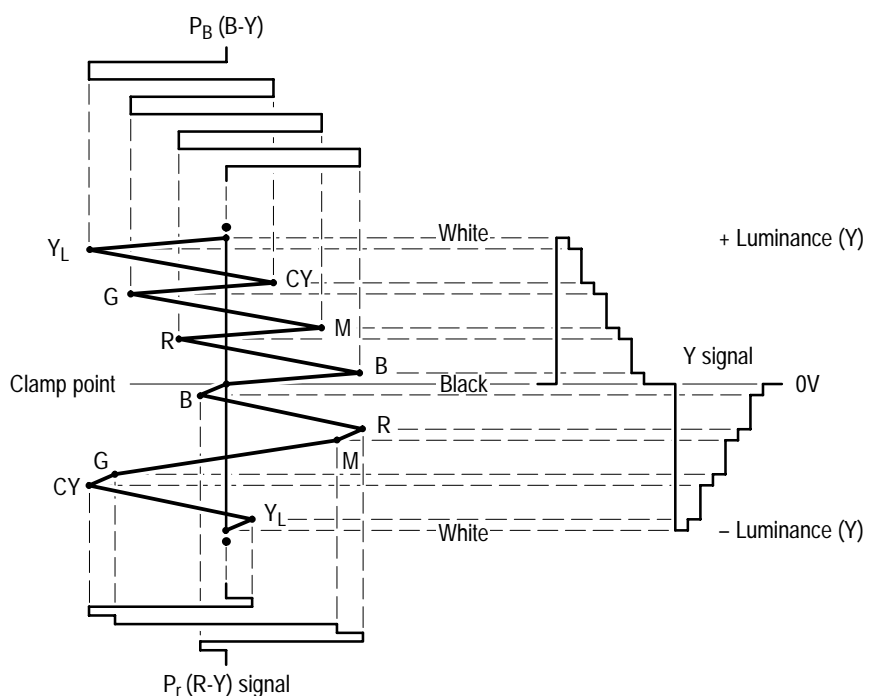 P_B (B-Y)
White
+ Luminance (Y)
Y_L
CY
G
M
R
Y signal
B
Clamp point
Black
0V
B
R
M
G
CY
Y_L
White
– Luminance (Y)
P_r (R-Y) signal